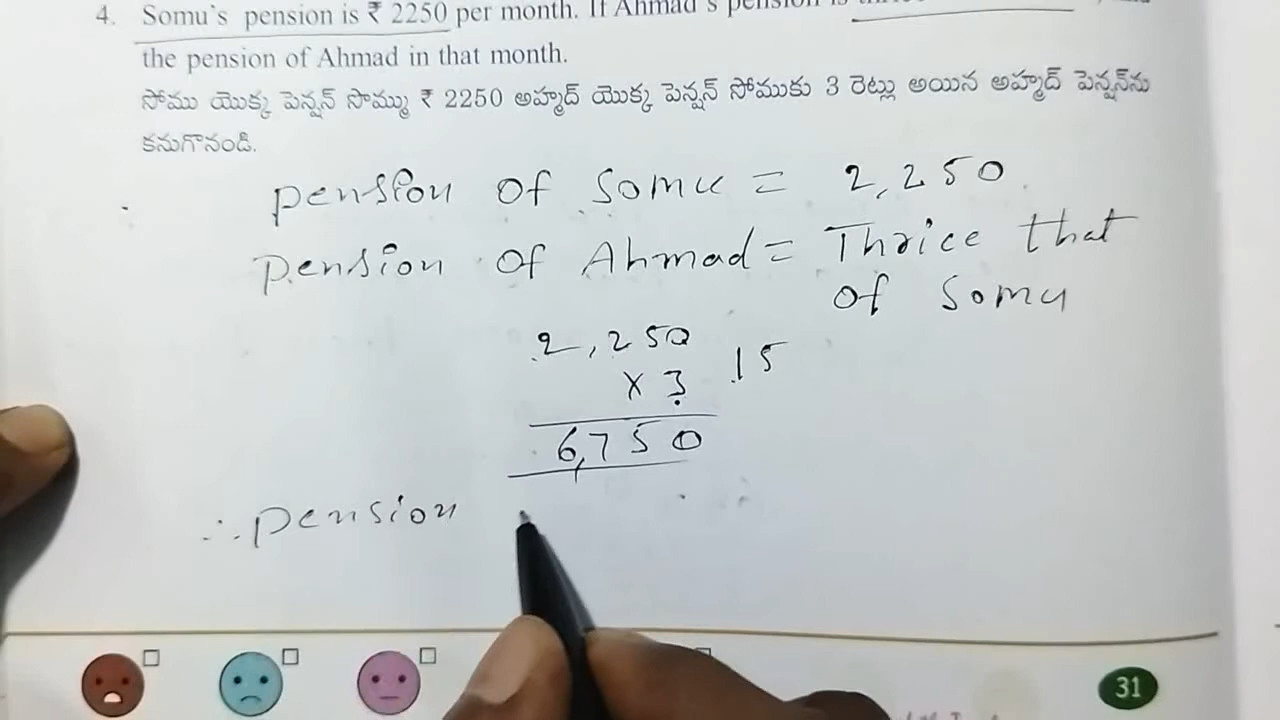 4. Somu's pension is ₹ 2250 per month. If Ahmad's pension is
the pension of Ahmad in that month.
సోము యొక్క పెన్షన్ సొమ్ము ₹ 2250 అహ్మద్ యొక్క పెన్షన్ సోముకు 3 రెట్లు అయిన అహ్మద్ పెన్షన్‌ను
కనుగొనండి.
pension of Somu = 2,250
pension of Ahmad = Thrice that
of Somu
2,250
x 3 15
6,750
∴ pension
31